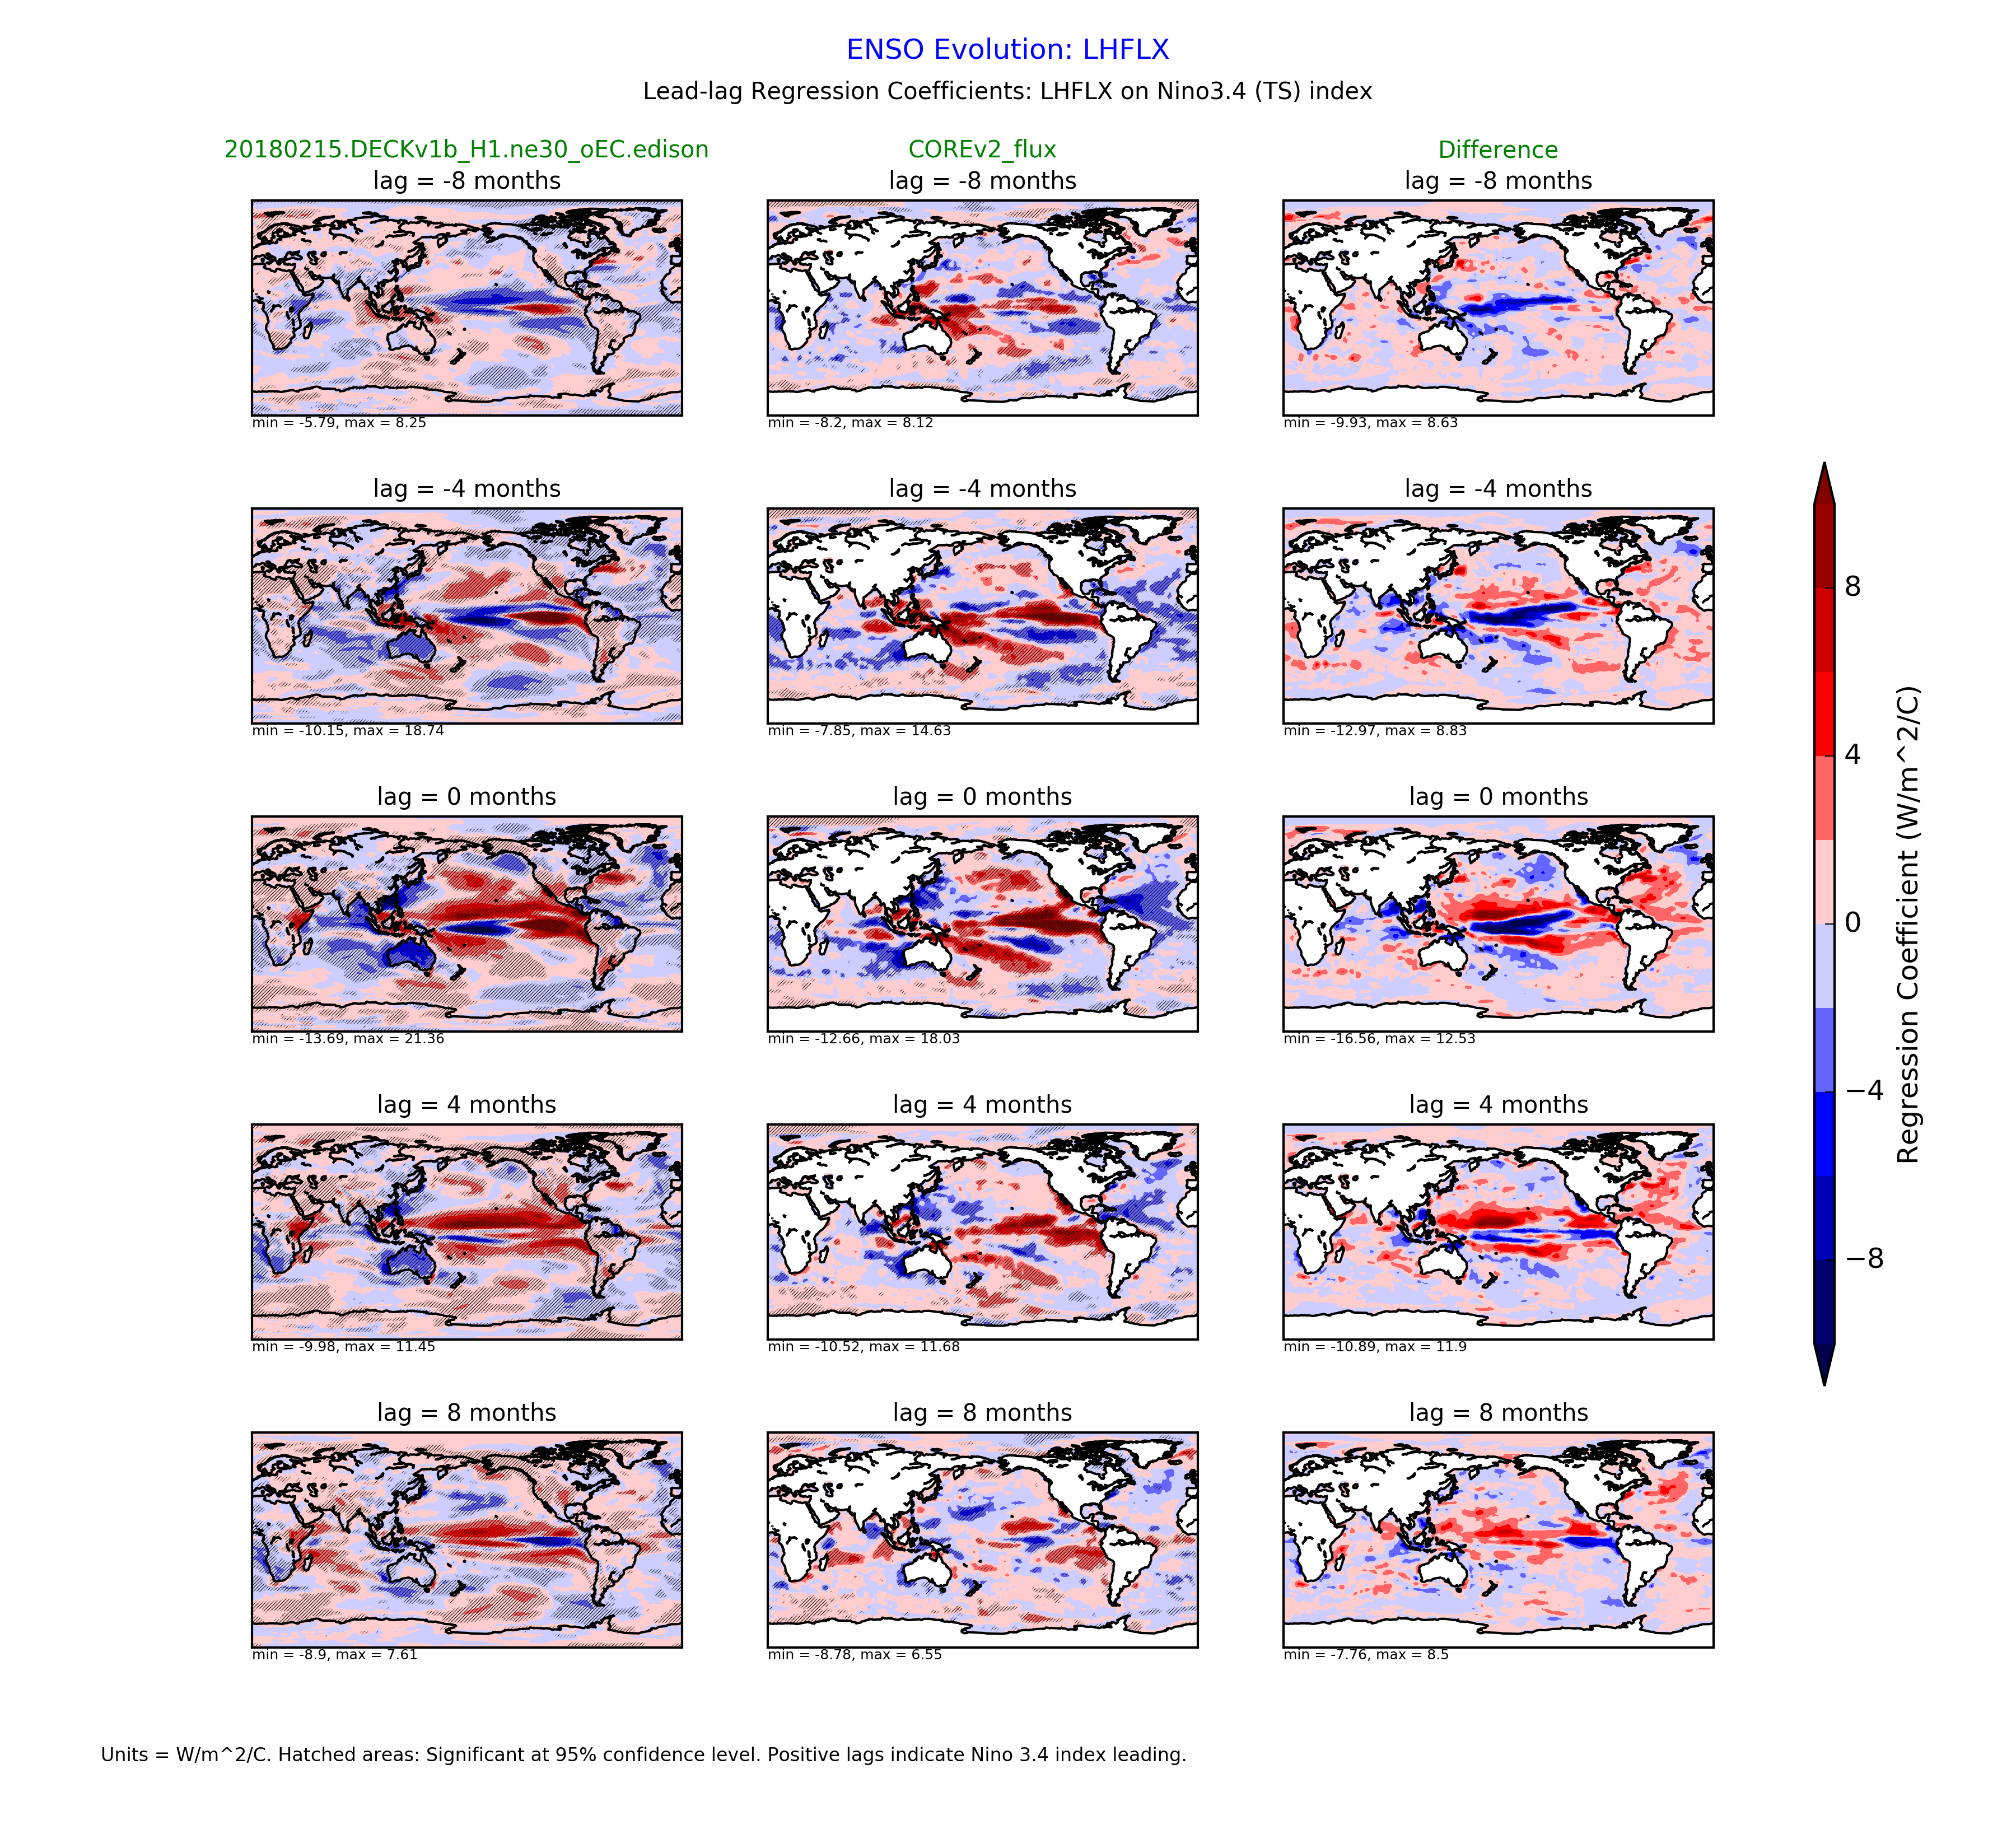 ENSO Evolution: LHFLX
Lead-lag Regression Coefficients: LHFLX on Nino3.4 (TS) index
20180215.DECKv1b_H1.ne30_oEC.edison COREv2_flux Difference
lag = -8 months lag = -8 months lag = -8 months
min = -5.79, max = 8.25 min = -8.2, max = 8.12 min = -9.93, max = 8.63
lag = -4 months lag = -4 months lag = -4 months
min = -10.15, max = 18.74 min = -7.85, max = 14.63 min = -12.97, max = 8.83
lag = 0 months lag = 0 months lag = 0 months
min = -13.69, max = 21.36 min = -12.66, max = 18.03 min = -16.56, max = 12.53
lag = 4 months lag = 4 months lag = 4 months
min = -9.98, max = 11.45 min = -10.52, max = 11.68 min = -10.89, max = 11.9
lag = 8 months lag = 8 months lag = 8 months
min = -8.9, max = 7.61 min = -8.78, max = 6.55 min = -7.76, max = 8.5
8
4
0
−4
−8
Regression Coefficient (W/m^2/C)
Units = W/m^2/C. Hatched areas: Significant at 95% confidence level. Positive lags indicate Nino 3.4 index leading.